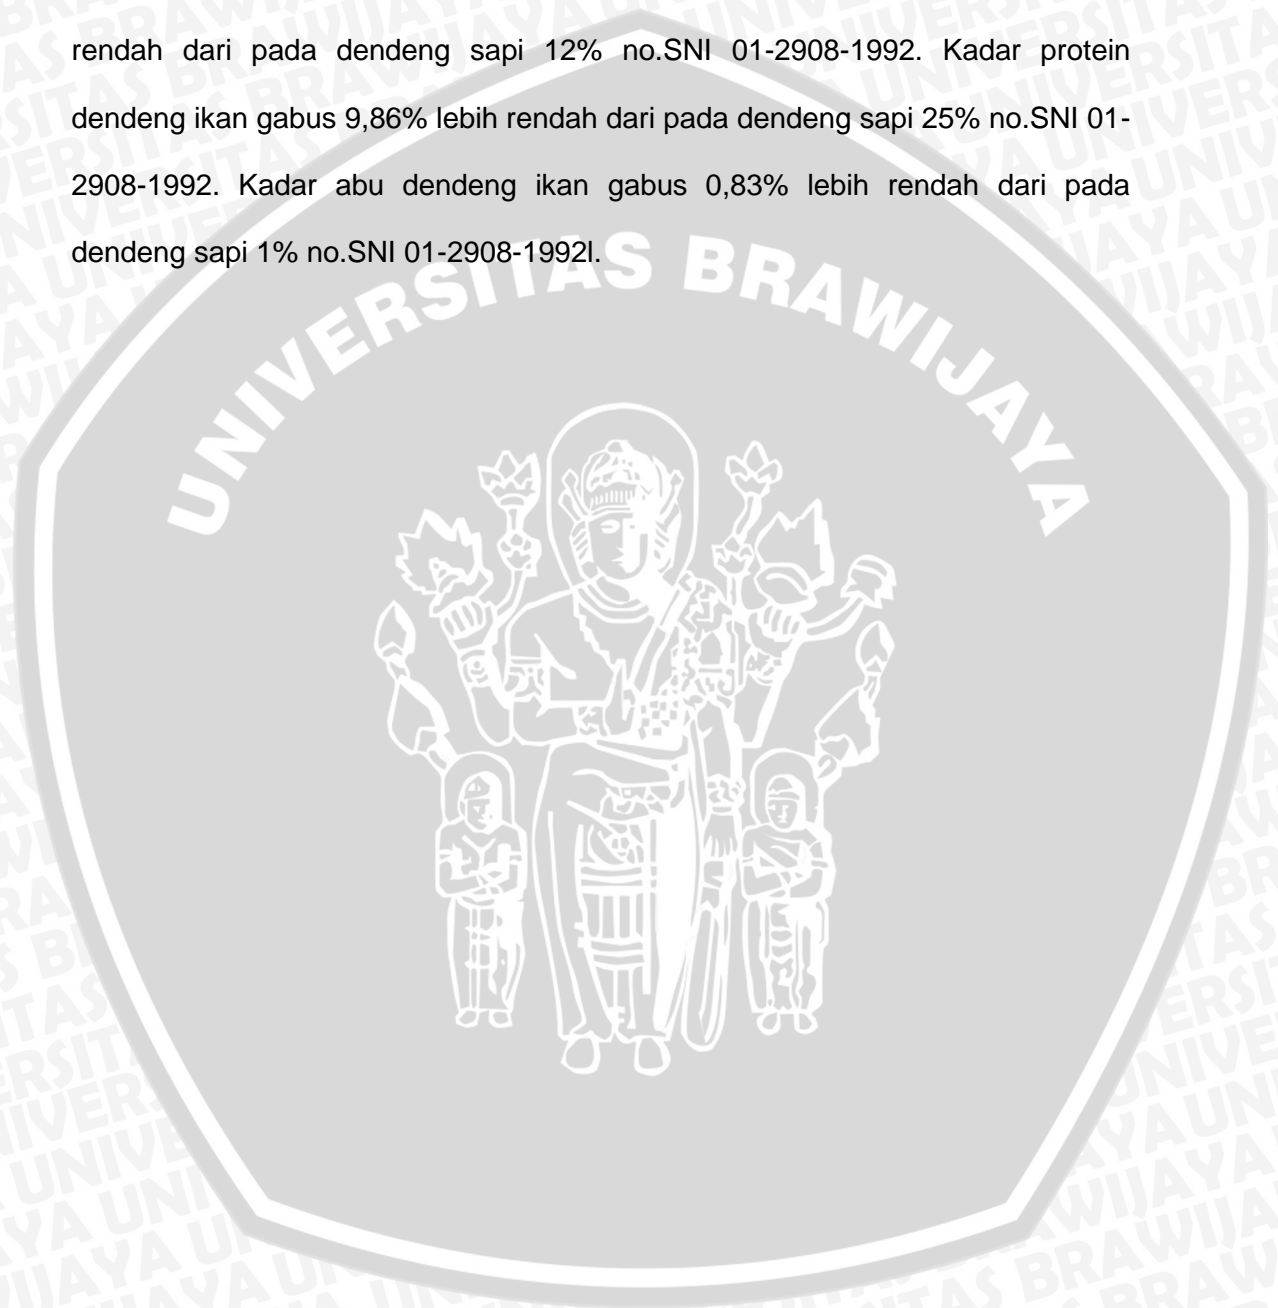 rendah dari pada dendeng sapi 12% no.SNI 01-2908-1992. Kadar protein
dendeng ikan gabus 9,86% lebih rendah dari pada dendeng sapi 25% no.SNI 01-
2908-1992. Kadar abu dendeng ikan gabus 0,83% lebih rendah dari pada
dendeng sapi 1% no.SNI 01-2908-1992l.
UNIVERSITAS BRAWIJAYA